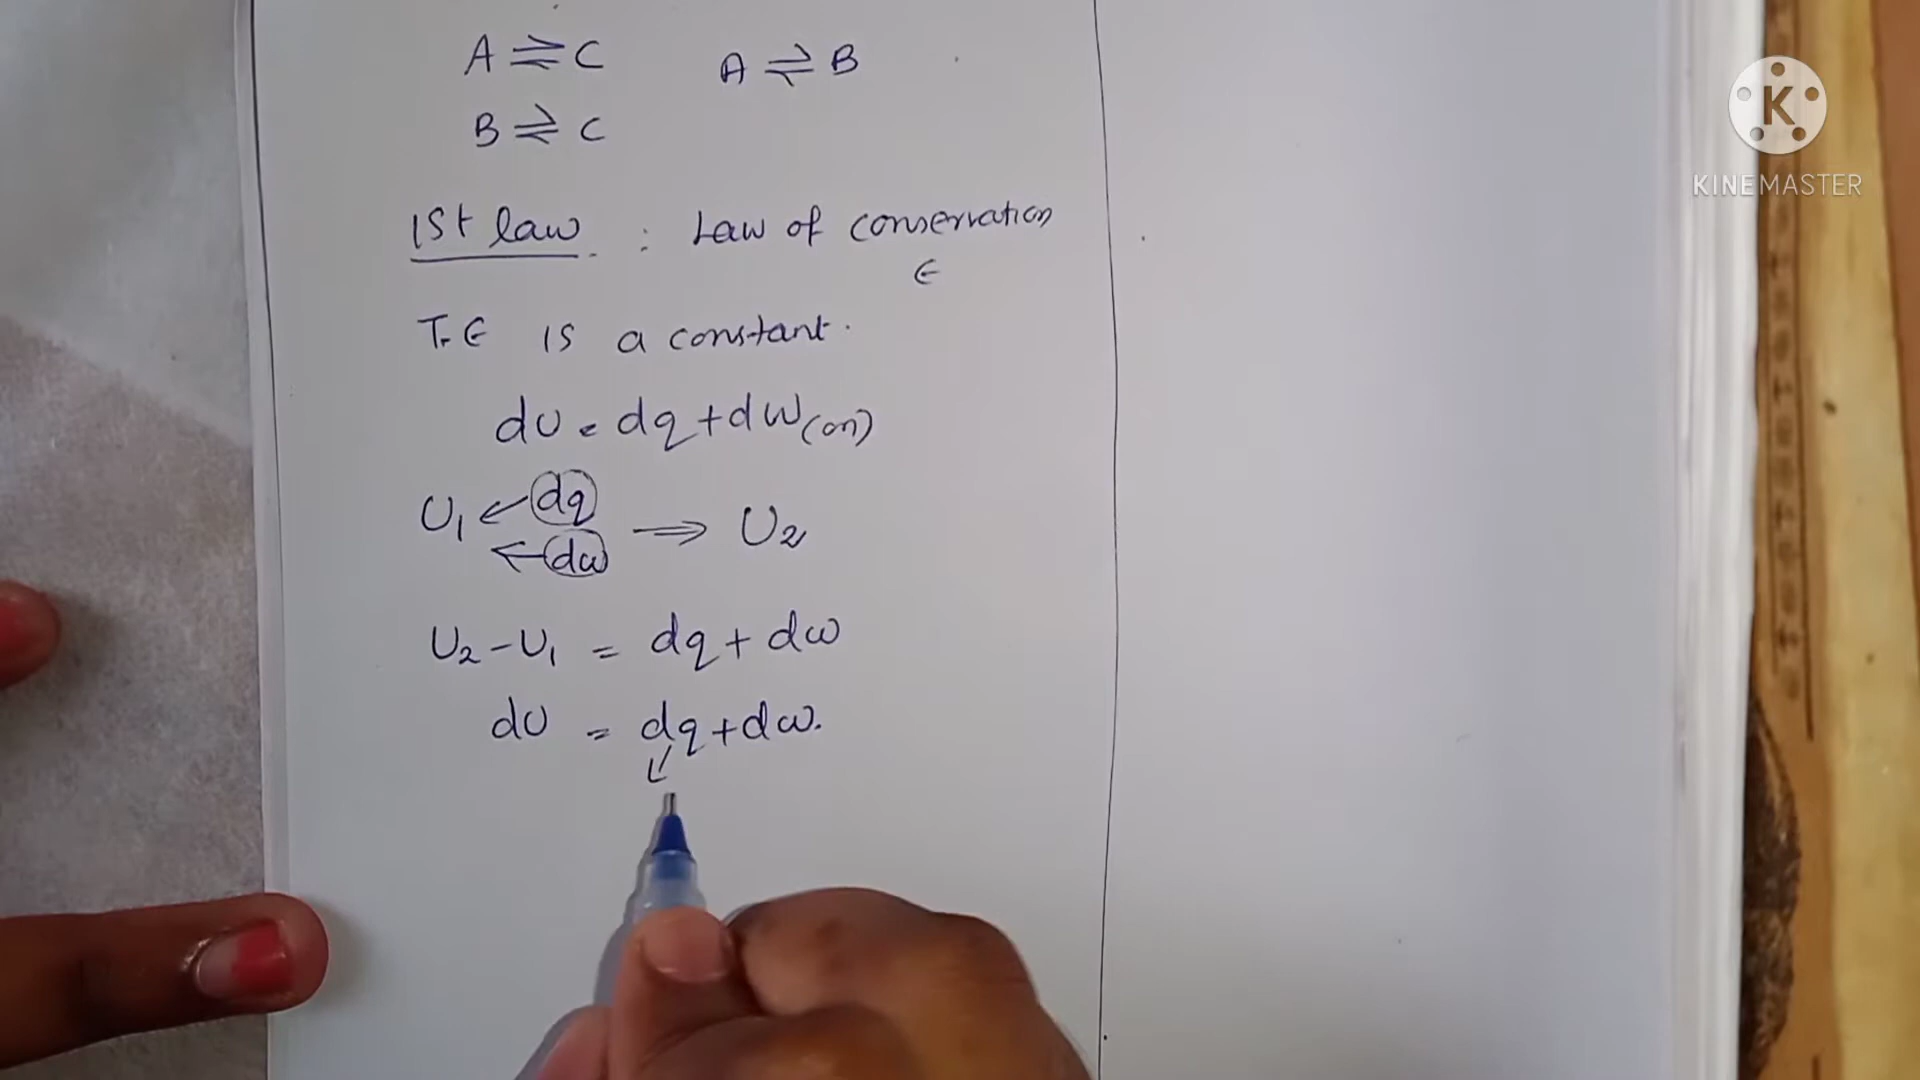 A ⇌ C A ⇌ B
B ⇌ C
1st law : Law of conservation
E
T.E is a constant.
dU = dq + dw(on)
U₁ ← dq
← dw → U₂
U₂ - U₁ = dq + dw
dU = dq + dw.
K
KINEMASTER